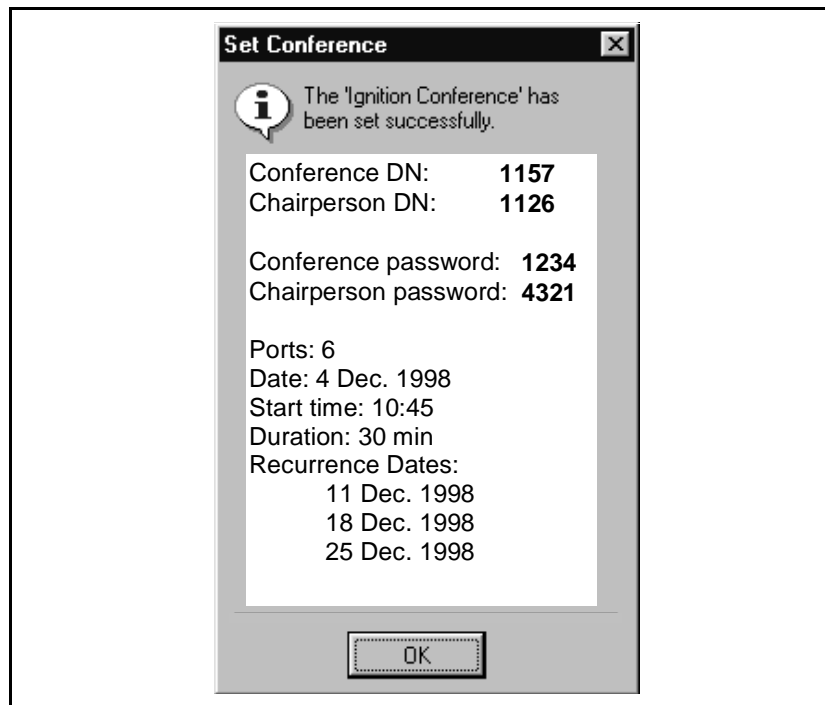 Set Conference
The 'Ignition Conference' has
been set successfully.
Conference DN: 1157
Chairperson DN: 1126
Conference password: 1234
Chairperson password: 4321
Ports: 6
Date: 4 Dec. 1998
Start time: 10:45
Duration: 30 min
Recurrence Dates:
11 Dec. 1998
18 Dec. 1998
25 Dec. 1998
OK